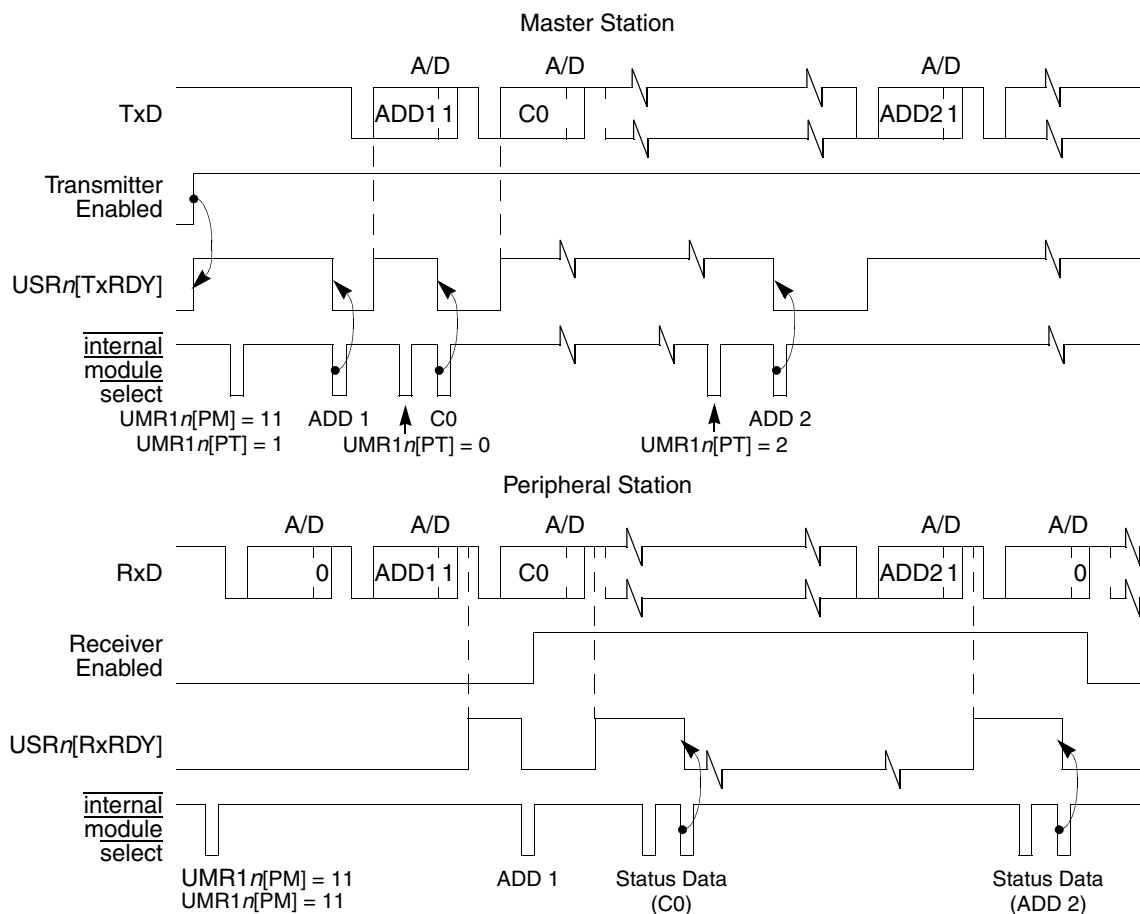 Master Station
A/D A/D A/D
TxD ADD1 1 C0 ADD2 1
Transmitter
Enabled
USRn[TxRDY]
internal
module
select
UMR1n[PM] = 11 ADD 1 C0 ADD 2
UMR1n[PT] = 1 UMR1n[PT] = 0 UMR1n[PT] = 2
Peripheral Station
A/D A/D A/D A/D A/D
RxD 0 ADD1 1 C0 ADD2 1 0
Receiver
Enabled
USRn[RxRDY]
internal
module
select
UMR1n[PM] = 11 ADD 1 Status Data Status Data
UMR1n[PM] = 11 (C0) (ADD 2)